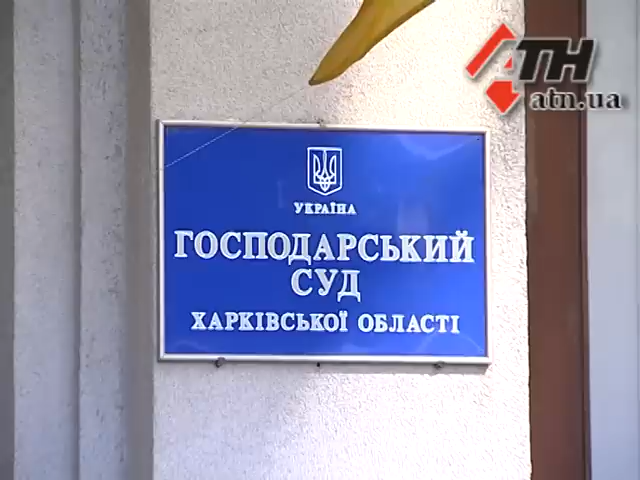 АТН
atn.ua
УКРАЇНА
ГОСПОДАРСЬКИЙ
СУД
ХАРКІВСЬКОЇ ОБЛАСТІ